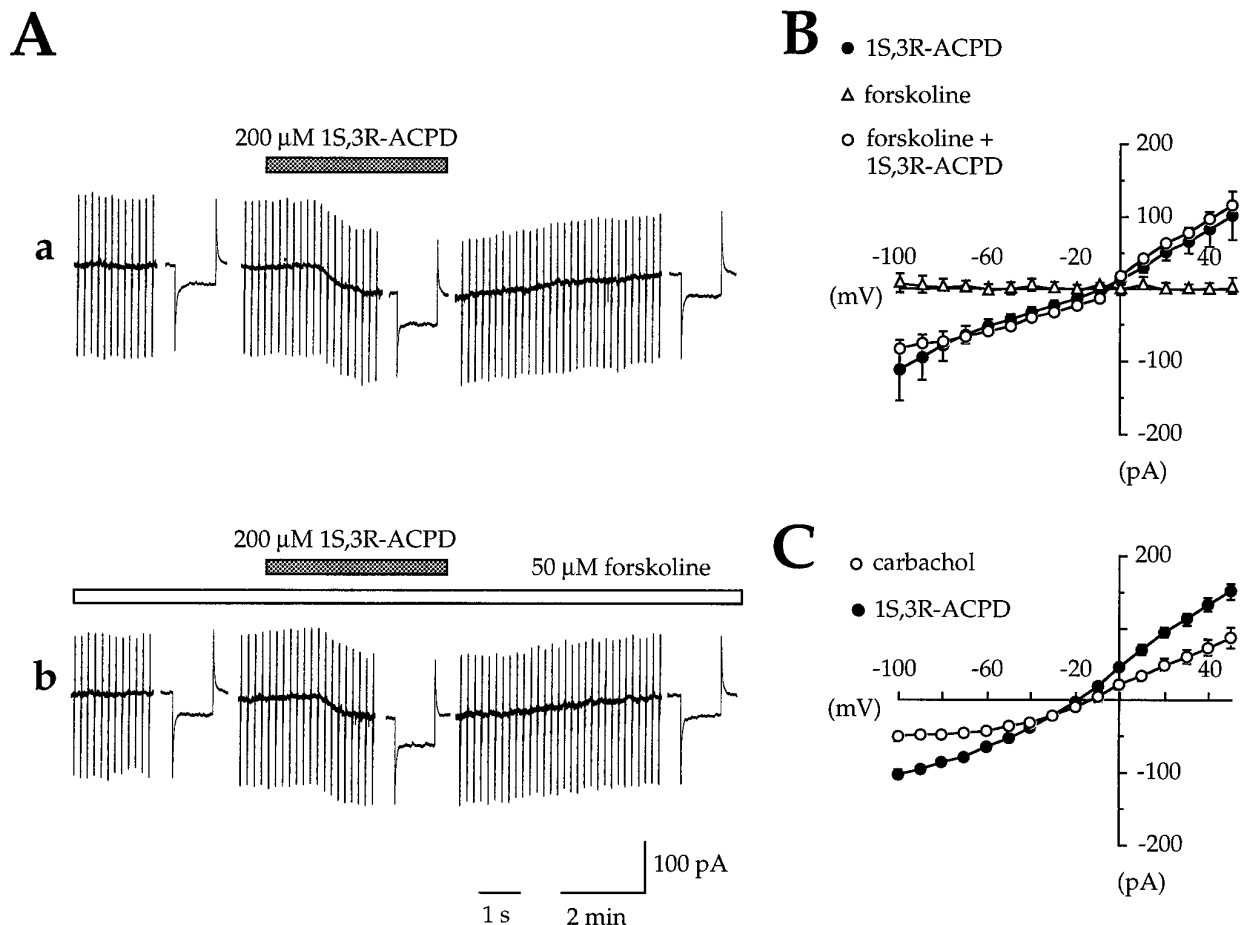 A
200 µM 1S,3R-ACPD
a
200 µM 1S,3R-ACPD
50 µM forskoline
b
100 pA
1 s
2 min
B
1S,3R-ACPD
forskoline
forskoline +
1S,3R-ACPD
200
100
-100
-60
-20
40
(mV)
-100
-200
(pA)
C
carbachol
1S,3R-ACPD
200
100
-100
-60
-20
40
(mV)
-100
-200
(pA)